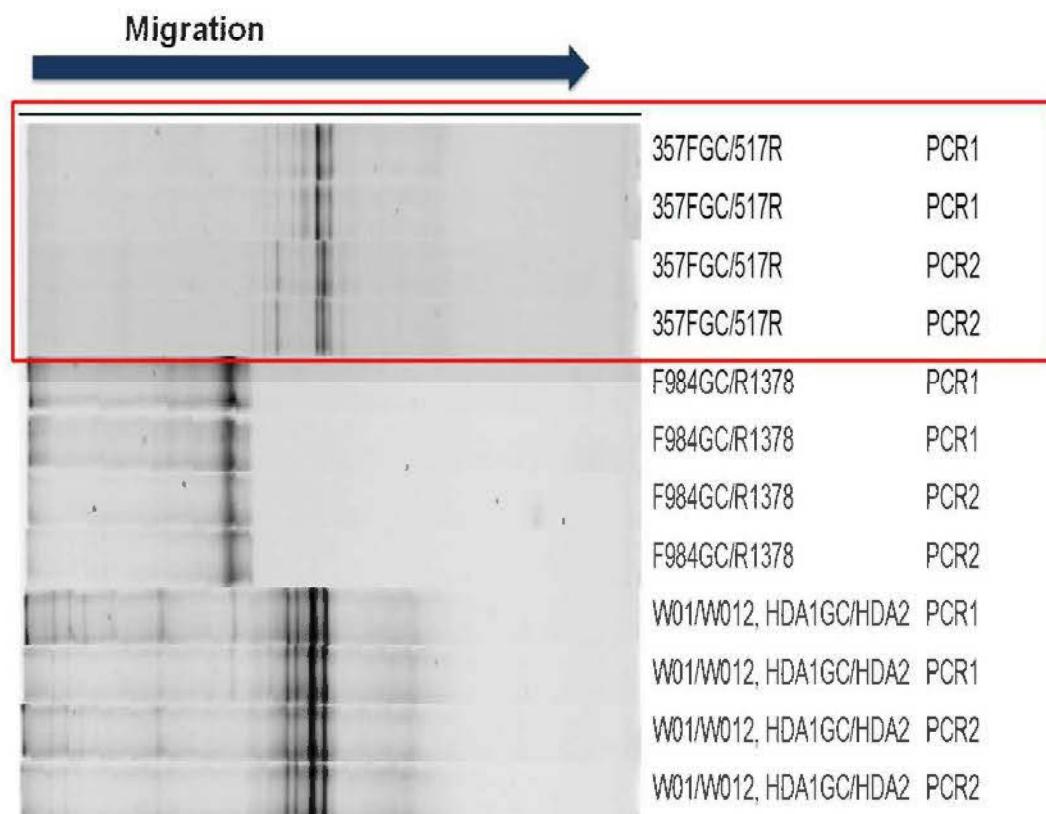 Migration
357FGC/517R PCR1
357FGC/517R PCR1
357FGC/517R PCR2
357FGC/517R PCR2
F984GC/R1378 PCR1
F984GC/R1378 PCR1
F984GC/R1378 PCR2
F984GC/R1378 PCR2
W01/W012, HDA1GC/HDA2 PCR1
W01/W012, HDA1GC/HDA2 PCR1
W01/W012, HDA1GC/HDA2 PCR2
W01/W012, HDA1GC/HDA2 PCR2